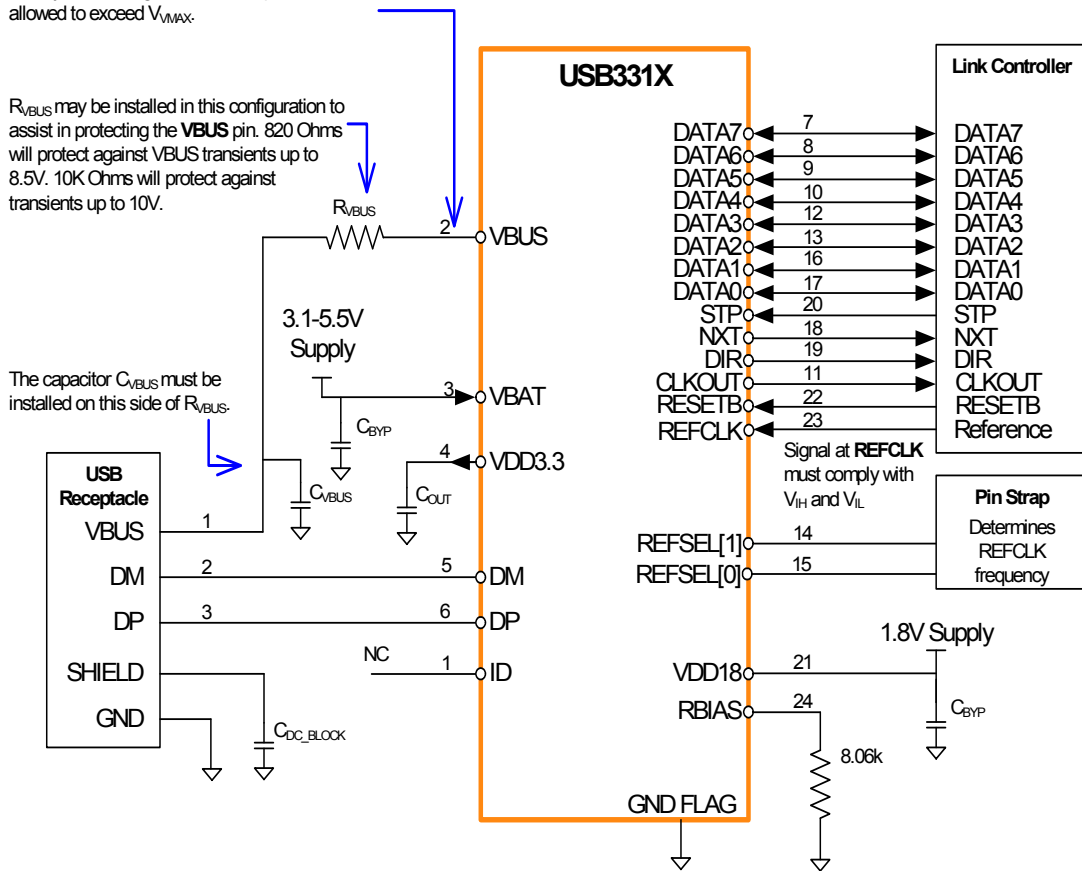 allowed to exceed VVMAX.
RVBUS may be installed in this configuration to
assist in protecting the VBUS pin. 820 Ohms
will protect against VBUS transients up to
8.5V. 10K Ohms will protect against
transients up to 10V.
RVBUS
2
VBUS
3.1-5.5V
Supply
The capacitor CVBUS must be
installed on this side of RVBUS.
3
VBAT
CBYP
4
VDD3.3
CVBUS
COUT
USB
Receptacle
VBUS
1
DM
2
5
DM
DP
3
6
DP
SHIELD
NC
1
ID
GND
CDC_BLOCK
USB331X
Link Controller
DATA7 7 DATA7
DATA6 8 DATA6
DATA5 9 DATA5
DATA4 10 DATA4
DATA3 12 DATA3
DATA2 13 DATA2
DATA1 16 DATA1
DATA0 17 DATA0
STP 20 STP
NXT 18 NXT
DIR 19 DIR
CLKOUT 11 CLKOUT
RESETB 22 RESETB
REFCLK 23 Reference
Signal at REFCLK
must comply with
VIH and VIL
Pin Strap
Determines
REFCLK
frequency
REFSEL[1] 14
REFSEL[0] 15
1.8V Supply
VDD18 21
RBIAS 24
CBYP
8.06k
GND FLAG